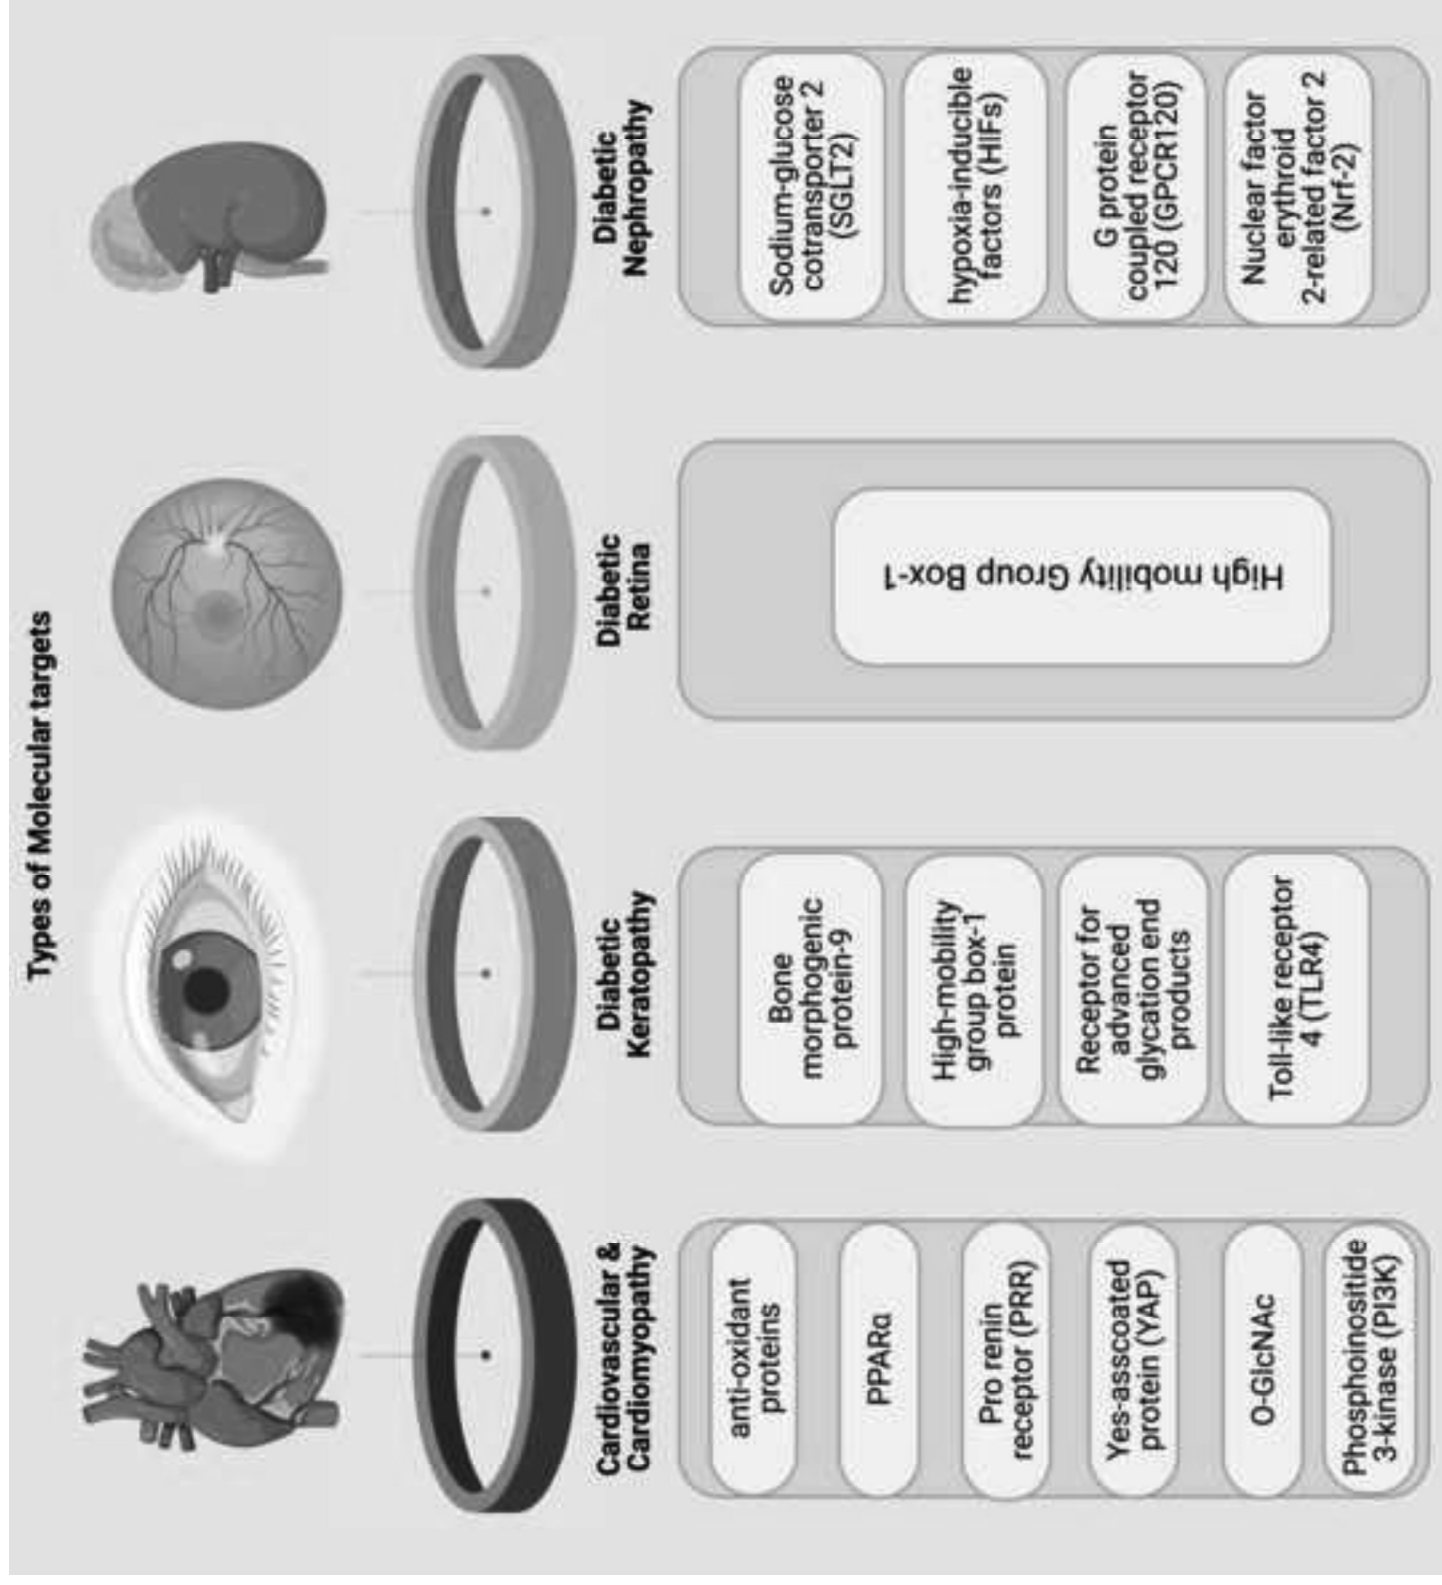 Types of Molecular targets
Cardiovascular &
Cardiomyopathy
anti-oxidant
proteins
PPARα
Pro renin
receptor (PRR)
Yes-asscoated
protein (YAP)
O-GlcNAc
Phosphoinositide
3-kinase (PI3K)
Diabetic
Keratopathy
Bone
morphogenic
protein-9
High-mobility
group box-1
protein
Receptor for
advanced
glycation end
products
Toll-like receptor
4 (TLR4)
Diabetic
Retina
High mobility Group Box-1
Diabetic
Nephropathy
Sodium-glucose
cotransporter 2
(SGLT2)
hypoxia-inducible
factors (HIFs)
G protein
coupled receptor
120 (GPCR120)
Nuclear factor
erythroid
2-related factor 2
(Nrf-2)